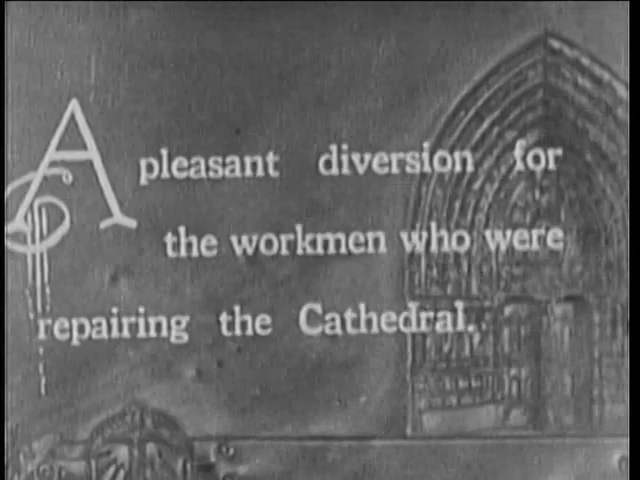 A pleasant diversion for
the workmen who were
repairing the Cathedral.